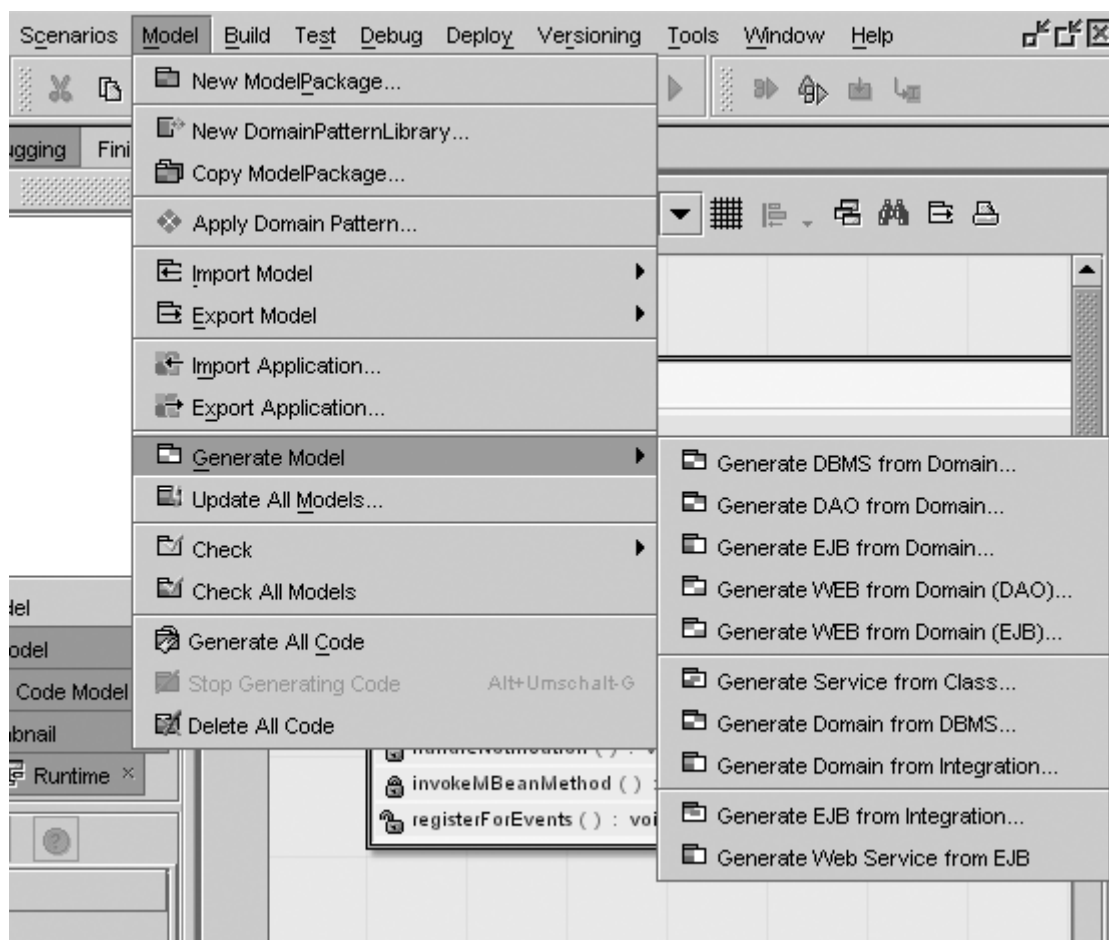 Scenarios Model Build Test Debug Deploy Versioning Tools Window Help
New ModelPackage...
New DomainPatternLibrary...
ugging Fini
Copy ModelPackage...
Apply Domain Pattern...
Import Model
Export Model
Import Application...
Export Application...
Generate Model
Update All Models...
Check
Check All Models
Generate All Code
Stop Generating Code Alt+Umschalt-G
Delete All Code
Generate DBMS from Domain...
Generate DAO from Domain...
Generate EJB from Domain...
Generate WEB from Domain (DAO)...
Generate WEB from Domain (EJB)...
Generate Service from Class...
Generate Domain from DBMS...
Generate Domain from Integration...
Generate EJB from Integration...
Generate Web Service from EJB
del
odel
Code Model
bnail
Runtime
handleNotification ( ) :
invokeMBeanMethod ( ) :
registerForEvents ( ) : voi